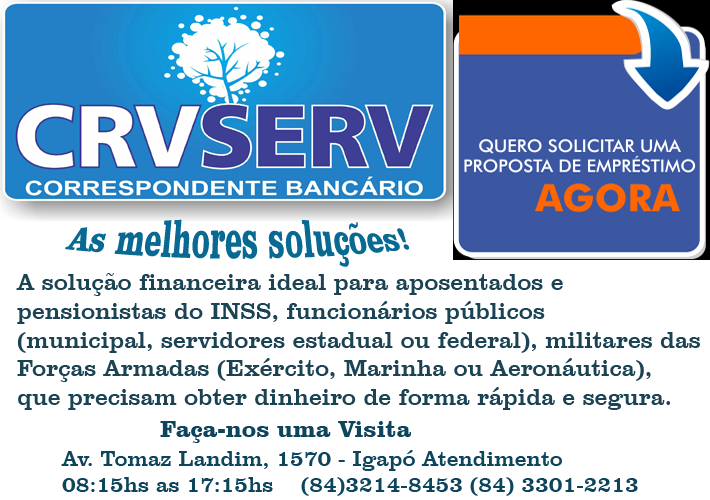 CRVSERV
CORRESPONDENTE BANCÁRIO
QUERO SOLICITAR UMA
PROPOSTA DE EMPRÉSTIMO
AGORA
As melhores soluções!
A solução financeira ideal para aposentados e
pensionistas do INSS, funcionários públicos
(municipal, servidores estadual ou federal), militares das
Forças Armadas (Exército, Marinha ou Aeronáutica),
que precisam obter dinheiro de forma rápida e segura.
Faça-nos uma Visita
Av. Tomaz Landim, 1570 - Igapó Atendimento
08:15hs as 17:15hs (84)3214-8453 (84) 3301-2213